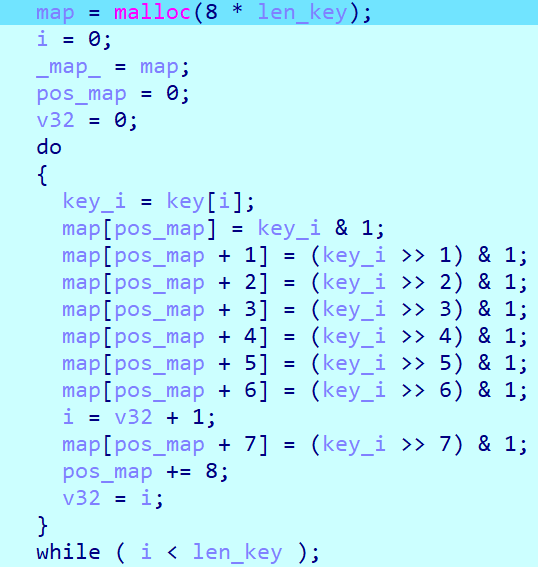 map = malloc(8 * len_key);
i = 0;
_map_ = map;
pos_map = 0;
v32 = 0;
do
{
key_i = key[i];
map[pos_map] = key_i & 1;
map[pos_map + 1] = (key_i >> 1) & 1;
map[pos_map + 2] = (key_i >> 2) & 1;
map[pos_map + 3] = (key_i >> 3) & 1;
map[pos_map + 4] = (key_i >> 4) & 1;
map[pos_map + 5] = (key_i >> 5) & 1;
map[pos_map + 6] = (key_i >> 6) & 1;
i = v32 + 1;
map[pos_map + 7] = (key_i >> 7) & 1;
pos_map += 8;
v32 = i;
}
while ( i < len_key );